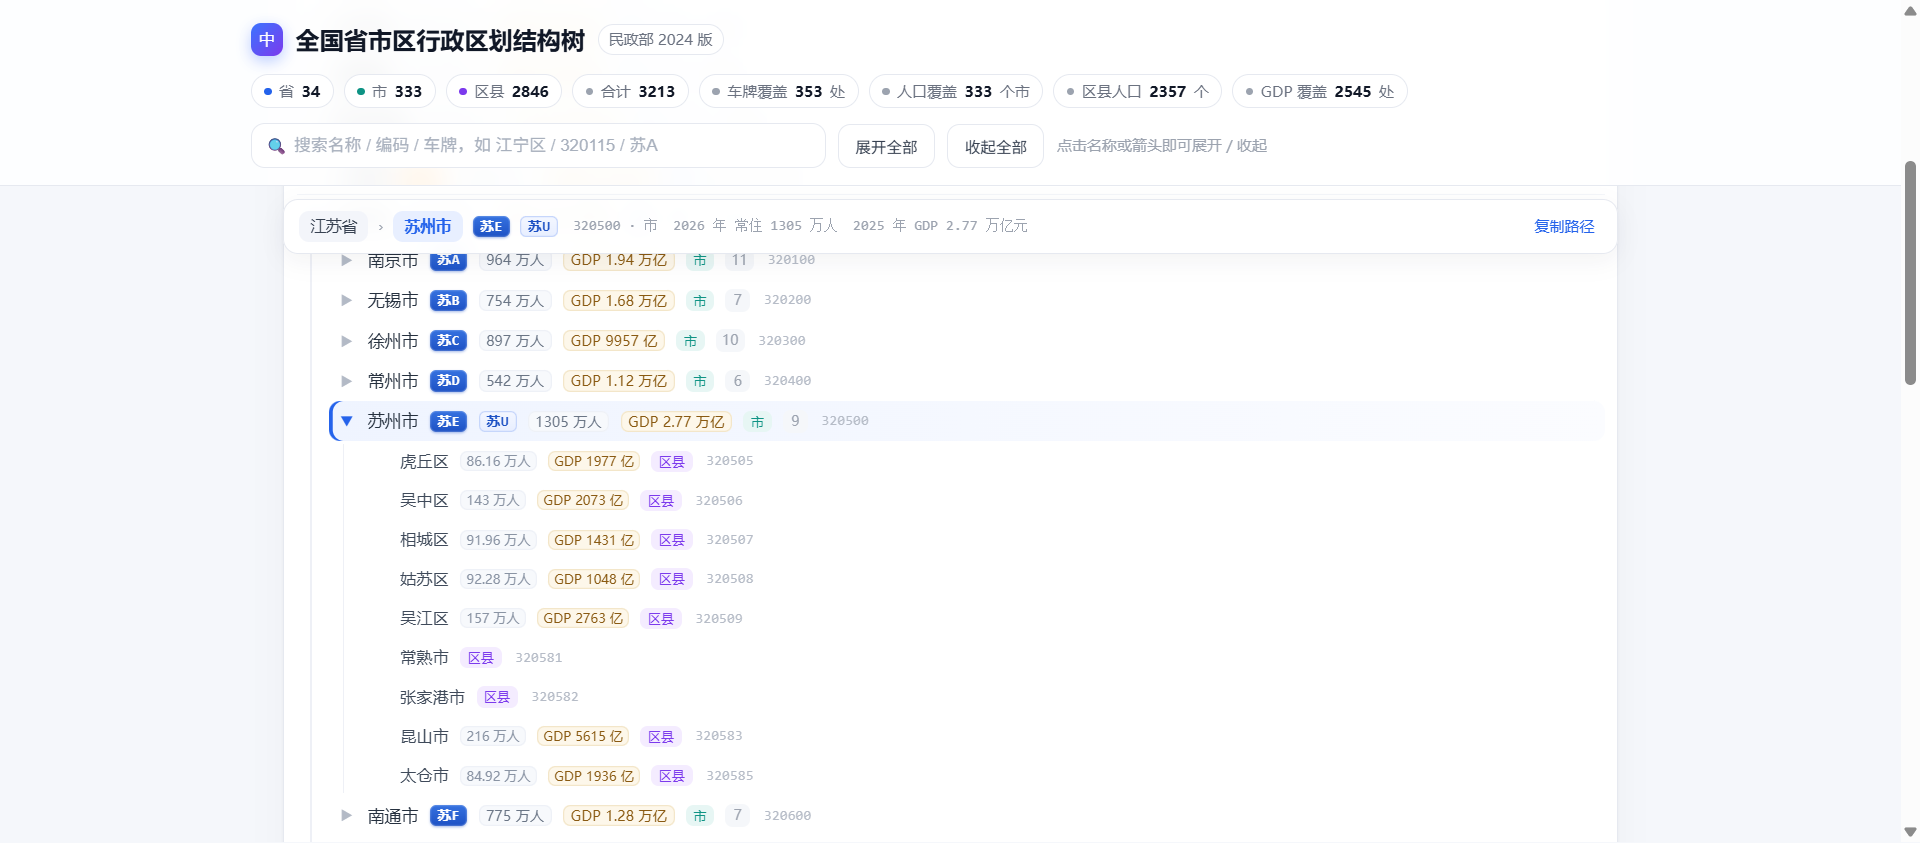 中 全国省市区行政区划结构树 民政部 2024 版
省 34 市 333 区县 2846 合计 3213 车牌覆盖 353 处 人口覆盖 333 个市 区县人口 2357 个 GDP 覆盖 2545 处
搜索名称 / 编码 / 车牌，如 江宁区 / 320115 / 苏A 展开全部 收起全部 点击名称或箭头即可展开 / 收起
江苏省 › 苏州市 苏E 苏U 320500 · 市 2026 年 常住 1305 万人 2025 年 GDP 2.77 万亿元 复制路径
南京市 苏A 964 万人 GDP 1.94 万亿 市 11 320100
无锡市 苏B 754 万人 GDP 1.68 万亿 市 7 320200
徐州市 苏C 897 万人 GDP 9957 亿 市 10 320300
常州市 苏D 542 万人 GDP 1.12 万亿 市 6 320400
苏州市 苏E 苏U 1305 万人 GDP 2.77 万亿 市 9 320500
虎丘区 86.16 万人 GDP 1977 亿 区县 320505
吴中区 143 万人 GDP 2073 亿 区县 320506
相城区 91.96 万人 GDP 1431 亿 区县 320507
姑苏区 92.28 万人 GDP 1048 亿 区县 320508
吴江区 157 万人 GDP 2763 亿 区县 320509
常熟市 区县 320581
张家港市 区县 320582
昆山市 216 万人 GDP 5615 亿 区县 320583
太仓市 84.92 万人 GDP 1936 亿 区县 320585
南通市 苏F 775 万人 GDP 1.28 万亿 市 7 320600